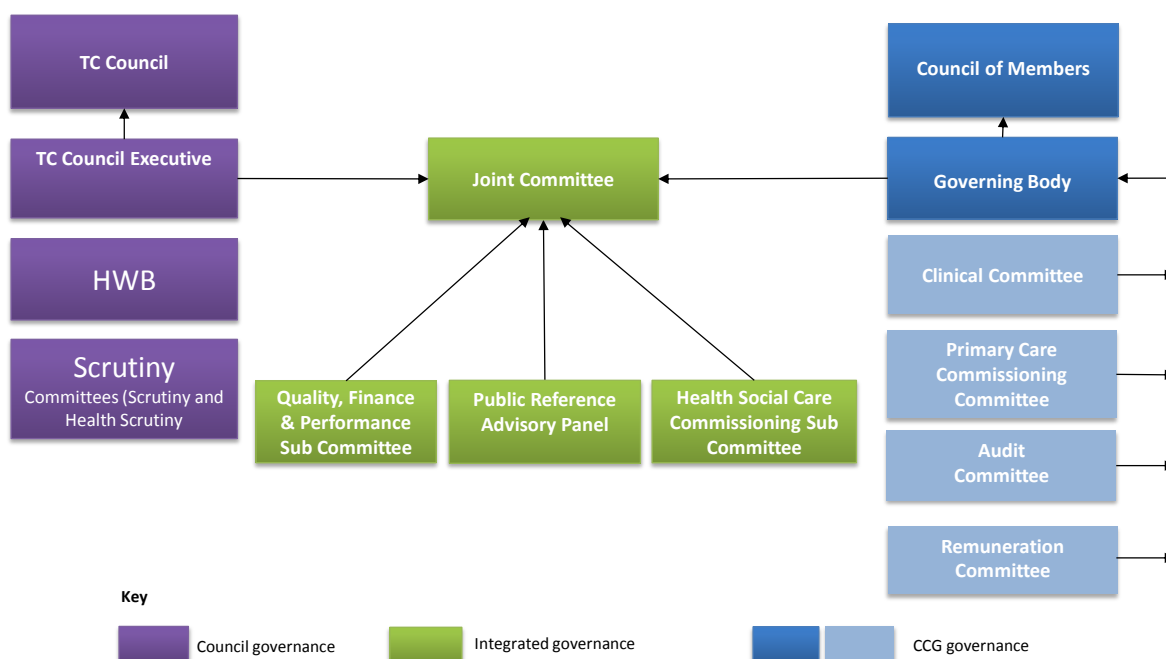 TC Council
TC Council Executive
HWB
Scrutiny
Committees (Scrutiny and
Health Scrutiny
Joint Committee
Quality, Finance
& Performance
Sub Committee
Public Reference
Advisory Panel
Health Social Care
Commissioning Sub
Committee
Council of Members
Governing Body
Clinical Committee
Primary Care
Commissioning
Committee
Audit
Committee
Remuneration
Committee
Key
Council governance
Integrated governance
CCG governance